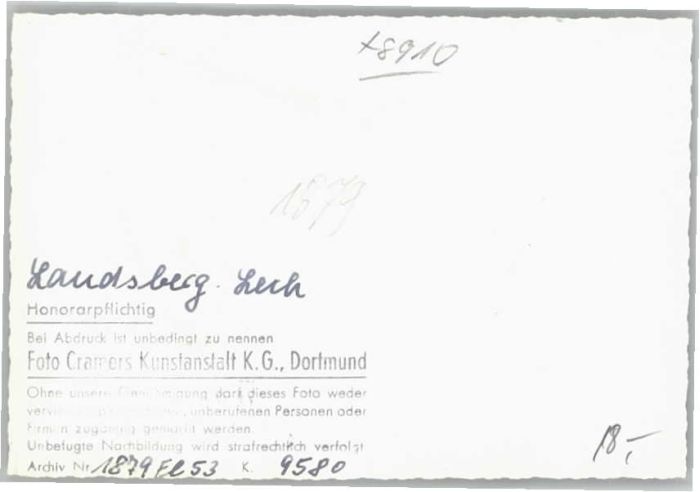 +8910
1879
Landsberg. Lech
Honorarpflichtig
Bei Abdruck ist unbedingt zu nennen
Foto Cramers Kunstanstalt K.G., Dortmund
Ohne unsere Genehmigung darf dieses Foto weder
unberufenen Personen oder
Firmen zugängig gemacht werden.
Unbefugte Nachbildung wird strafrechtlich verfolgt
Archiv Nr. 1879 Fl 53 K. 9580
18,-